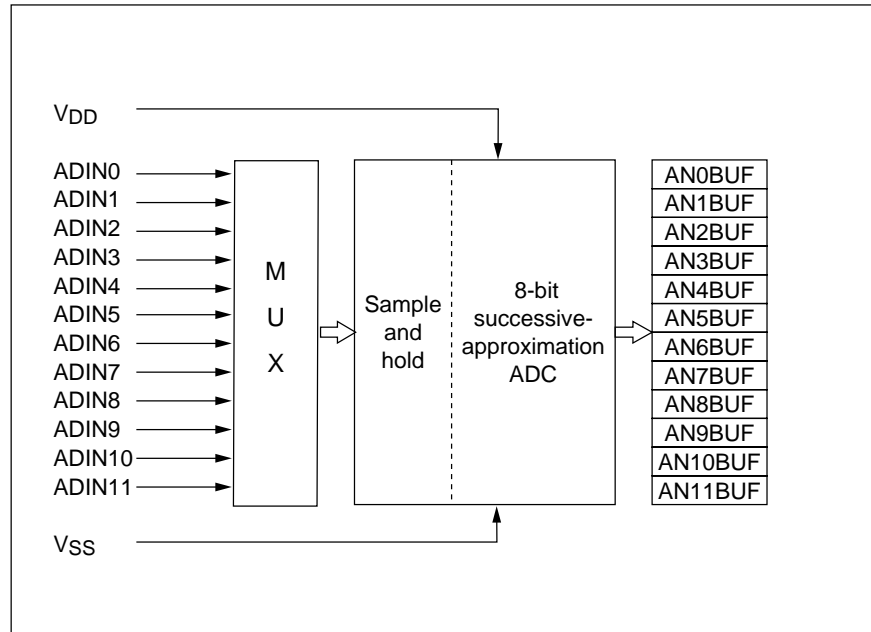 VDD
ADIN0
ADIN1
ADIN2
ADIN3
ADIN4
ADIN5
ADIN6
ADIN7
ADIN8
ADIN9
ADIN10
ADIN11
VSS
M
U
X
Sample
and
hold
8-bit
successive-
approximation
ADC
AN0BUF
AN1BUF
AN2BUF
AN3BUF
AN4BUF
AN5BUF
AN6BUF
AN7BUF
AN8BUF
AN9BUF
AN10BUF
AN11BUF